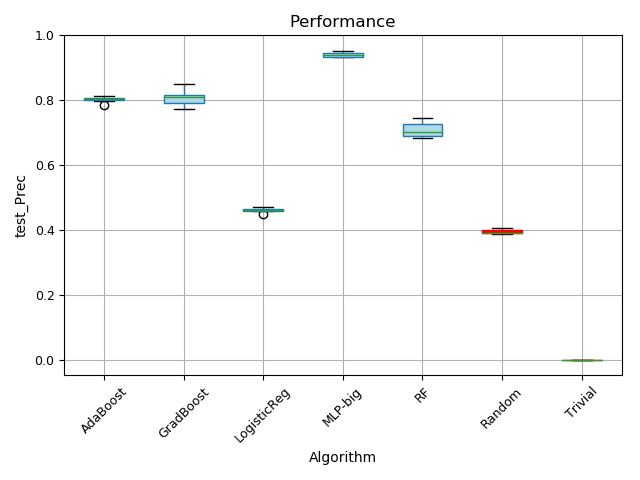 Performance
1.0
0.8
0.6
0.4
0.2
0.0
test_Prec
AdaBoost
GradBoost
LogisticReg
MLP-big
RF
Random
Trivial
Algorithm